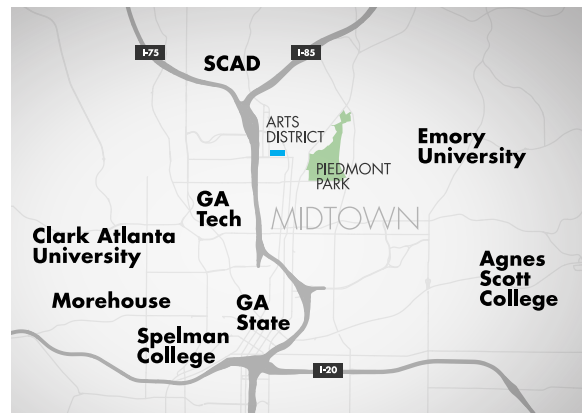 I-75
I-85
SCAD
ARTS
DISTRICT
PIEDMONT
PARK
Emory
University
GA
Tech
MIDTOWN
Clark Atlanta
University
Agnes
Scott
College
Morehouse
GA
State
Spelman
College
I-20